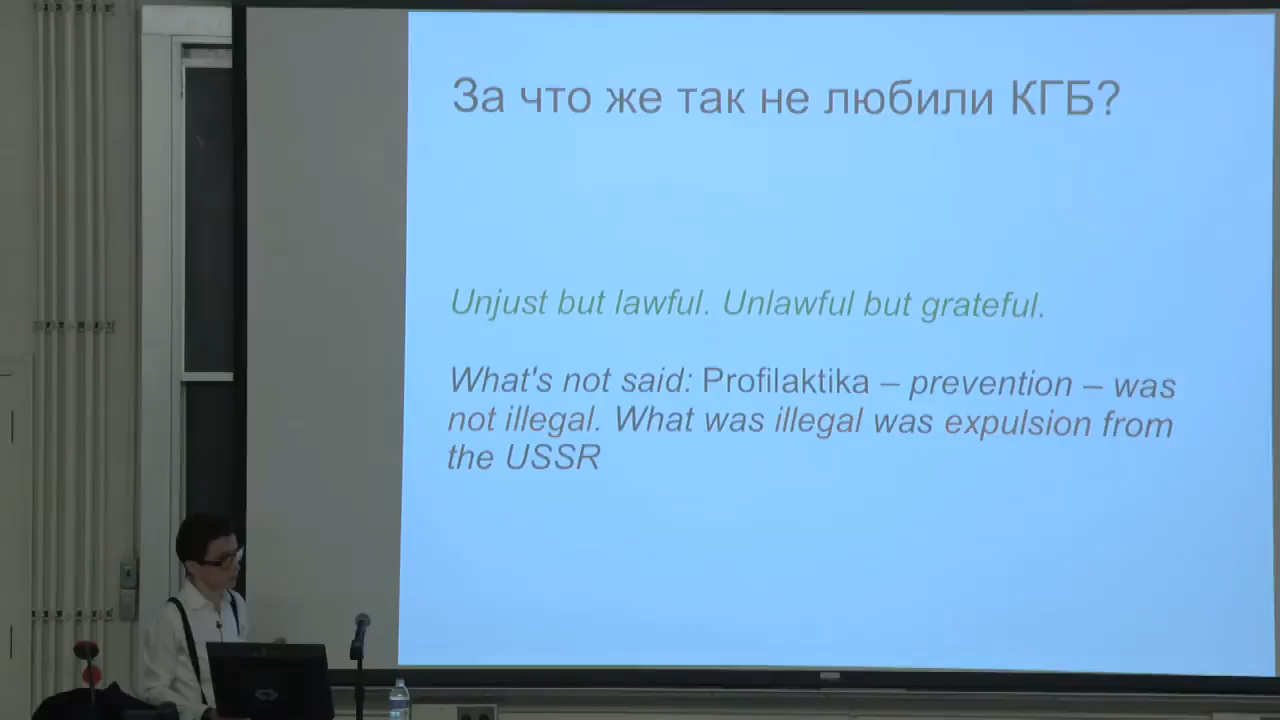 За что же так не любили КГБ?
Unjust but lawful. Unlawful but grateful.
What's not said: Profilaktika – prevention – was
not illegal. What was illegal was expulsion from
the USSR